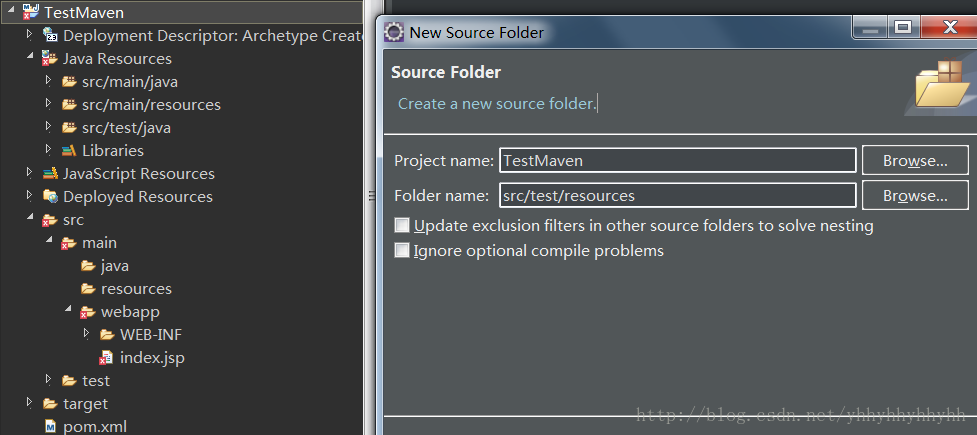 TestMaven
Deployment Descriptor: Archetype Create
Java Resources
src/main/java
src/main/resources
src/test/java
Libraries
JavaScript Resources
Deployed Resources
src
main
java
resources
webapp
WEB-INF
index.jsp
test
target
pom.xml
New Source Folder
Source Folder
Create a new source folder.
Project name: TestMaven Browse...
Folder name: src/test/resources Browse...
Update exclusion filters in other source folders to solve nesting
Ignore optional compile problems
http://blog.csdn.net/yhhyhhyhhyhh